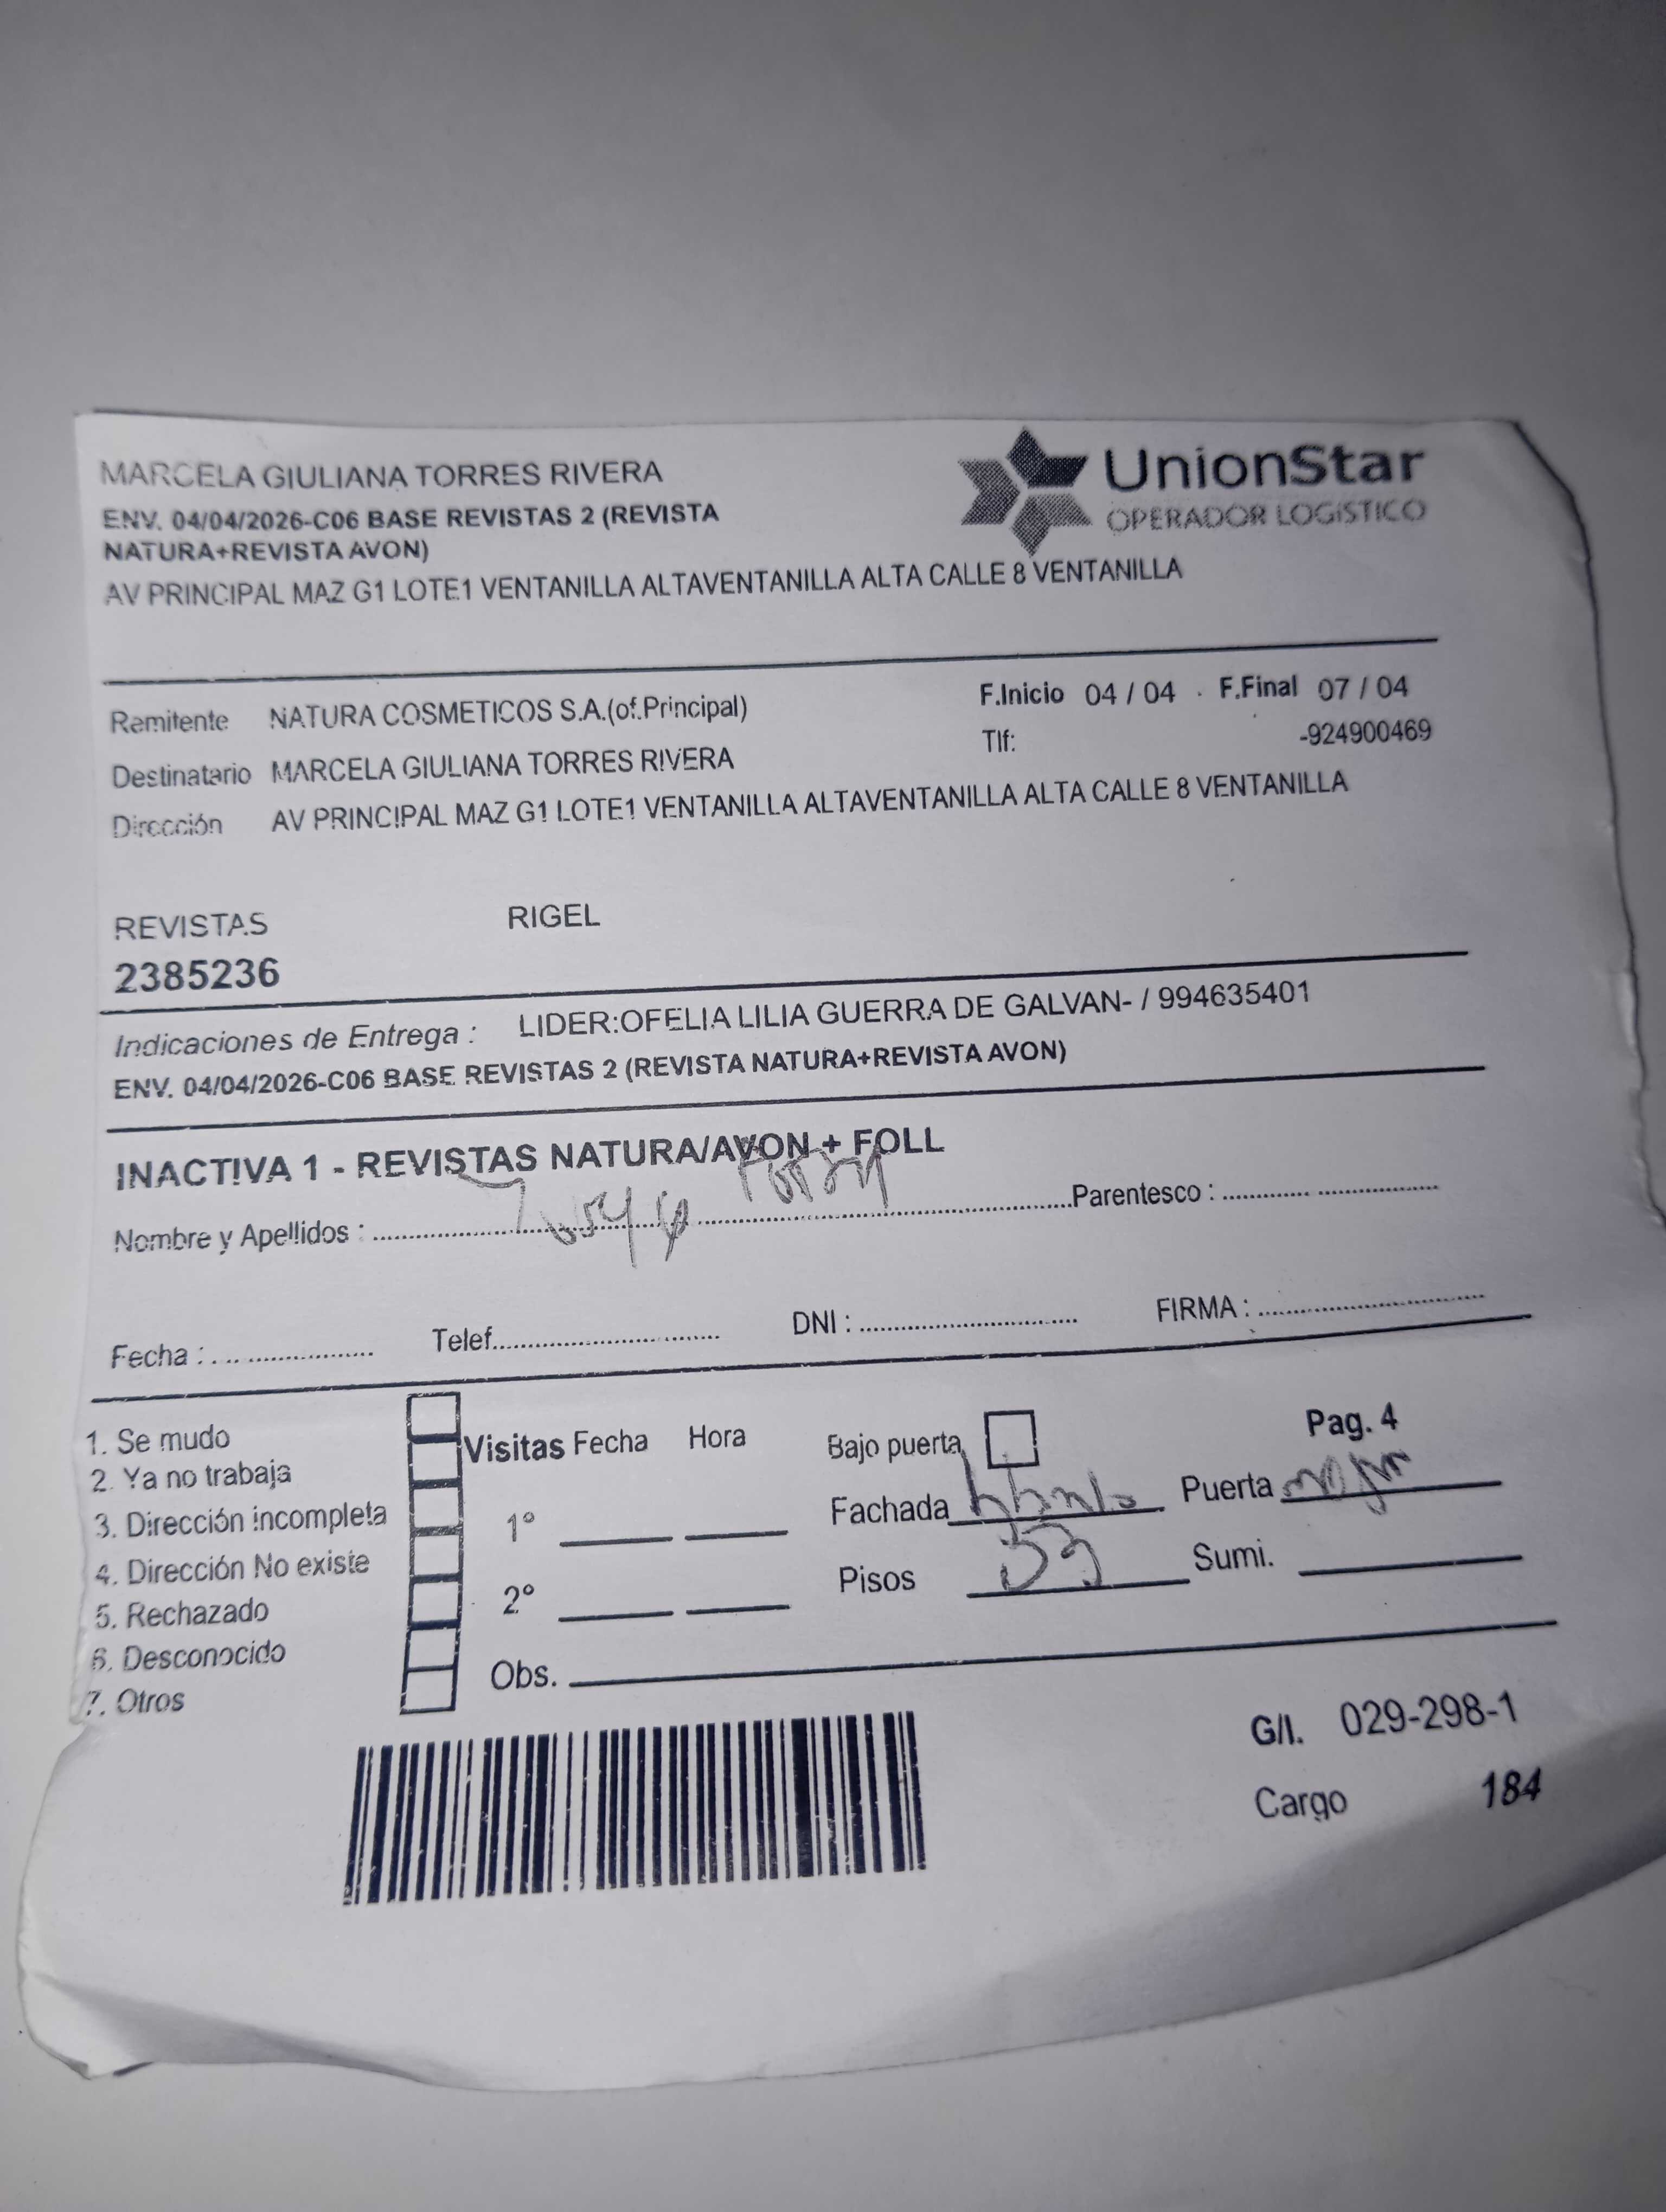 MARCELA GIULIANA TORRES RIVERA
ENV. 04/04/2026-C06 BASE REVISTAS 2 (REVISTA
NATURA+REVISTA AVON)
AV PRINCIPAL MAZ G1 LOTE1 VENTANILLA ALTAVENTANILLA ALTA CALLE 8 VENTANILLA
UnionStar
OPERADOR LOGÍSTICO
Remitente NATURA COSMETICOS S.A.(of.Principal)
F.Inicio 04 / 04 . F.Final 07 / 04
Destinatario MARCELA GIULIANA TORRES RIVERA
Tlf: -924900469
Dirección AV PRINCIPAL MAZ G1 LOTE1 VENTANILLA ALTAVENTANILLA ALTA CALLE 8 VENTANILLA
REVISTAS RIGEL
2385236
Indicaciones de Entrega : LIDER:OFELIA LILIA GUERRA DE GALVAN- / 994635401
ENV. 04/04/2026-C06 BASE REVISTAS 2 (REVISTA NATURA+REVISTA AVON)
INACTIVA 1 - REVISTAS NATURA/AVON + FOLL
Nombre y Apellidos : Parentesco :
Fecha : Telef. DNI : FIRMA :
1. Se mudo
2. Ya no trabaja
3. Dirección incompleta
4. Dirección No existe
5. Rechazado
6. Desconocido
7. Otros
Visitas Fecha Hora
1°
2°
Obs.
Bajo puerta
Pag. 4
Fachada Puerta
Pisos Sumi.
G/I. 029-298-1
Cargo 184